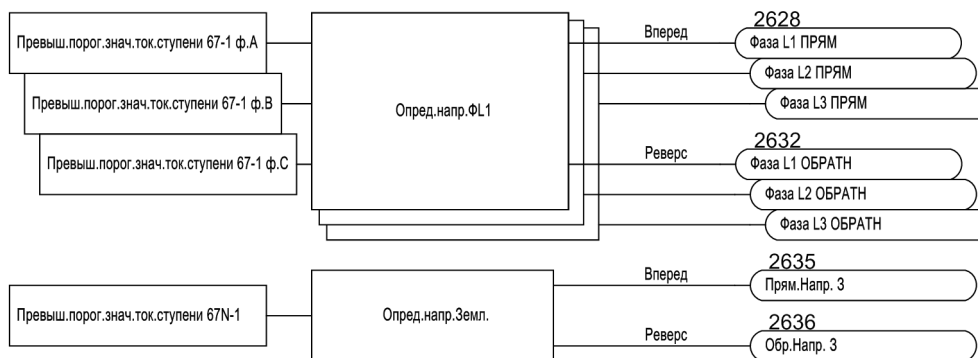 Превыш.порог.знач.ток.ступени 67-1 ф.A
Превыш.порог.знач.ток.ступени 67-1 ф.B
Превыш.порог.знач.ток.ступени 67-1 ф.C
Опред.напр.ФL1
Вперед
2628
Фаза L1 ПРЯМ
Фаза L2 ПРЯМ
Фаза L3 ПРЯМ
Реверс
2632
Фаза L1 ОБРАТН
Фаза L2 ОБРАТН
Фаза L3 ОБРАТН
Превыш.порог.знач.ток.ступени 67N-1
Опред.напр.Земл.
Вперед
2635
Прям.Напр. З
Реверс
2636
Обр.Напр. З